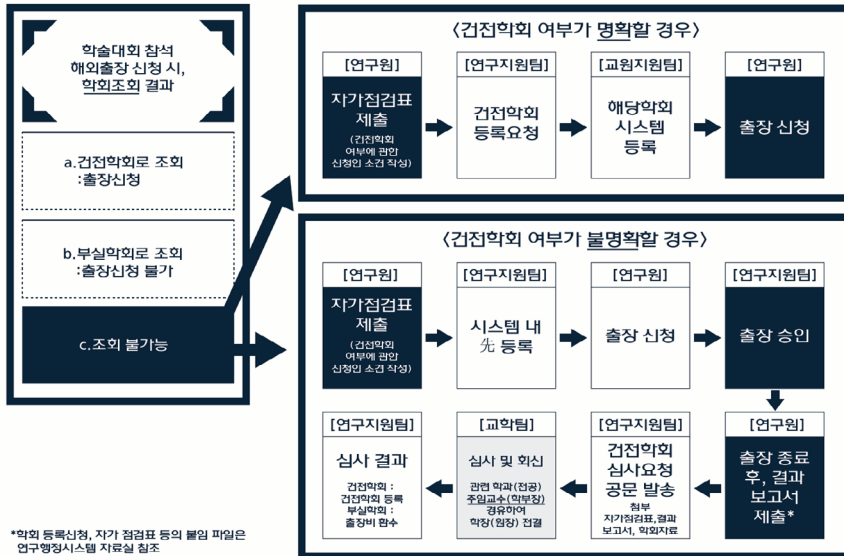 학술대회 참석
해외출장 신청 시,
학회조회 결과
a.건전학회로 조회
:출장신청
b.부실학회로 조회
:출장신청 불가
c.조회 불가능
*학회 등록신청, 자가 점검표 등의 붙임 파일은
연구행정시스템 자료실 참조
<건전학회 여부가 명확할 경우>
[연구원]
자가점검표
제출
(건전학회
여부에 관한
신청인 소견 작성)
[연구지원팀]
건전학회
등록요청
[교원지원팀]
해당학회
시스템
등록
[연구원]
출장 신청
<건전학회 여부가 불명확할 경우>
[연구원]
자가점검표
제출
(건전학회
여부에 관한
신청인 소견 작성)
[연구지원팀]
시스템 내
先 등록
[연구원]
출장 신청
[연구지원팀]
출장 승인
[연구원]
출장 종료
후, 결과
보고서
제출*
[연구지원팀]
건전학회
심사요청
공문 발송
첨부
자가점검표,결과
보고서, 학회자료
[교학팀]
심사 및 회신
관련 학과(전공)
주임교수(학부장)
경유하여
학장(원장) 전결
[연구지원팀]
심사 결과
건전학회 :
건전학회 등록
부실학회 :
출장비 환수